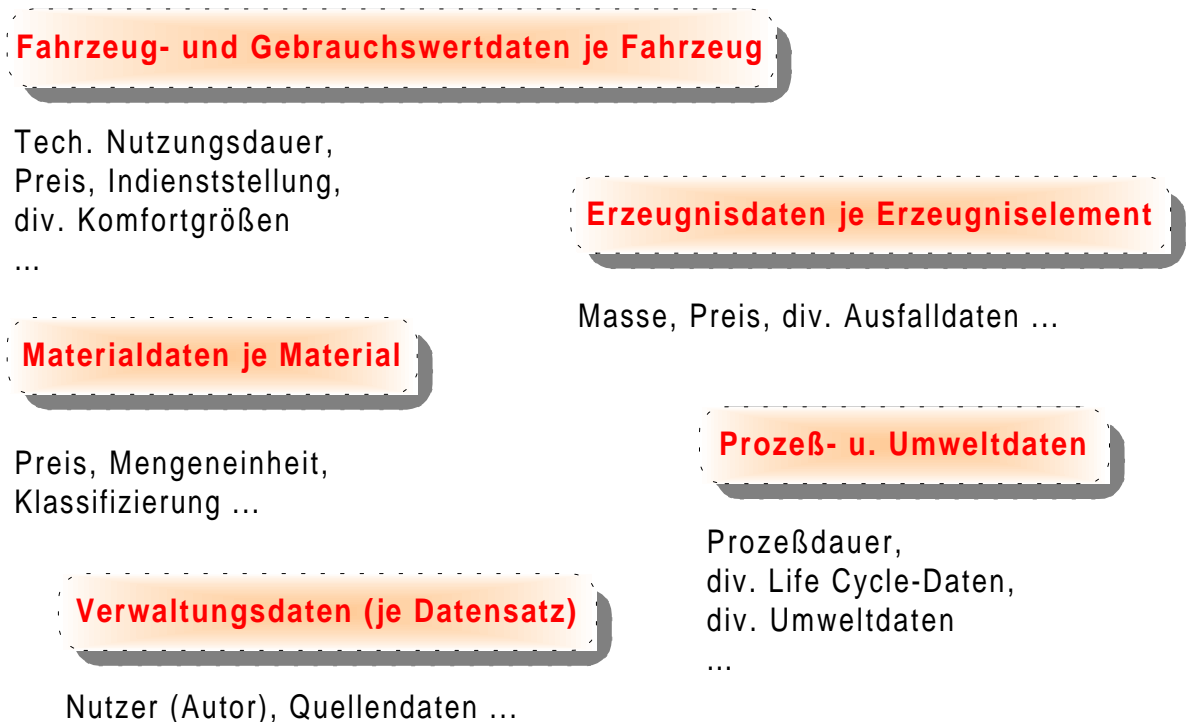 Fahrzeug- und Gebrauchswertdaten je Fahrzeug
Tech. Nutzungsdauer,
Preis, Indienststellung,
div. Komfortgrößen
...
Erzeugnisdaten je Erzeugniselement
Masse, Preis, div. Ausfalldaten ...
Materialdaten je Material
Preis, Mengeneinheit,
Klassifizierung ...
Prozeß- u. Umweltdaten
Prozeßdauer,
div. Life Cycle-Daten,
div. Umweltdaten
...
Verwaltungsdaten (je Datensatz)
Nutzer (Autor), Quellendaten ...